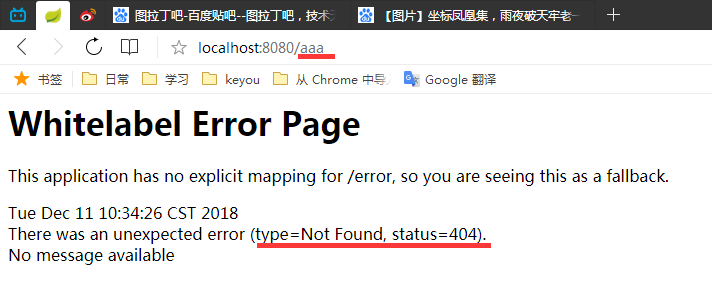 图拉丁吧-百度贴吧--图拉丁吧，技术 【图片】坐标凤凰集，雨夜破天牢老一
localhost:8080/aaa
书签 日常 学习 keyou 从 Chrome 中导 Google 翻译
Whitelabel Error Page
This application has no explicit mapping for /error, so you are seeing this as a fallback.
Tue Dec 11 10:34:26 CST 2018
There was an unexpected error (type=Not Found, status=404).
No message available